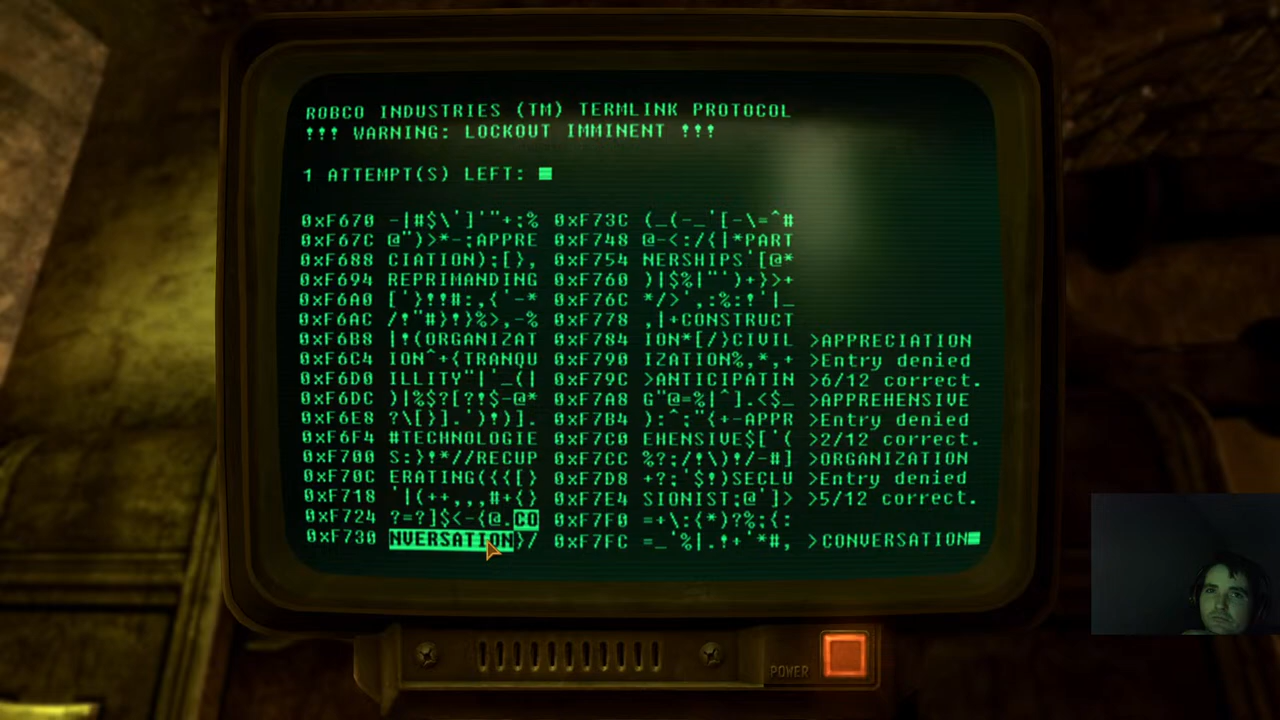 ROBCO INDUSTRIES (TM) TERMLINK PROTOCOL
!!! WARNING: LOCKOUT IMMINENT !!!
1 ATTEMPT(S) LEFT:
0xF670 -|#$\']'"+;% 0xF73C (_(-_'[-\=^#
0xF67C @")>*-;APPRE 0xF748 @-<:/{|*PART
0xF688 CIATION);[}, 0xF754 NERSHIPS'[@*
0xF694 REPRIMANDING 0xF760 )|$%|"')+}>+
0xF6A0 ['}!!#:,{'-* 0xF76C */>',:%:!'|_
0xF6AC /!"#}!}%>,-% 0xF778 ,|+CONSTRUCT
0xF6B8 |!(ORGANIZAT 0xF784 ION*[/}CIVIL >APPRECIATION
0xF6C4 ION^+{TRANQU 0xF790 IZATION%,*,+ >Entry denied
0xF6D0 ILLITY"|'_(| 0xF79C >ANTICIPATIN >6/12 correct.
0xF6DC )|%$?[?!$-@* 0xF7A8 G"@=%|^].<$_ >APPREHENSIVE
0xF6E8 ?\[}].')!)]. 0xF7B4 ):^;"{+-APPR >Entry denied
0xF6F4 #TECHNOLOGIE 0xF7C0 EHENSIVE$['( >2/12 correct.
0xF700 S:}!*//RECUP 0xF7CC %?;/!\)!/-#] >ORGANIZATION
0xF70C ERATING({{[} 0xF7D8 +?;'$!)SECLU >Entry denied
0xF718 '|(++,,,#+{} 0xF7E4 SIONIST;@']> >5/12 correct.
0xF724 ?=?]$<-{@.CO 0xF7F0 =+\:{*)?%;{:
0xF730 NVERSATION}/ 0xF7FC =_'%|.!+'*#, >CONVERSATION
POWER